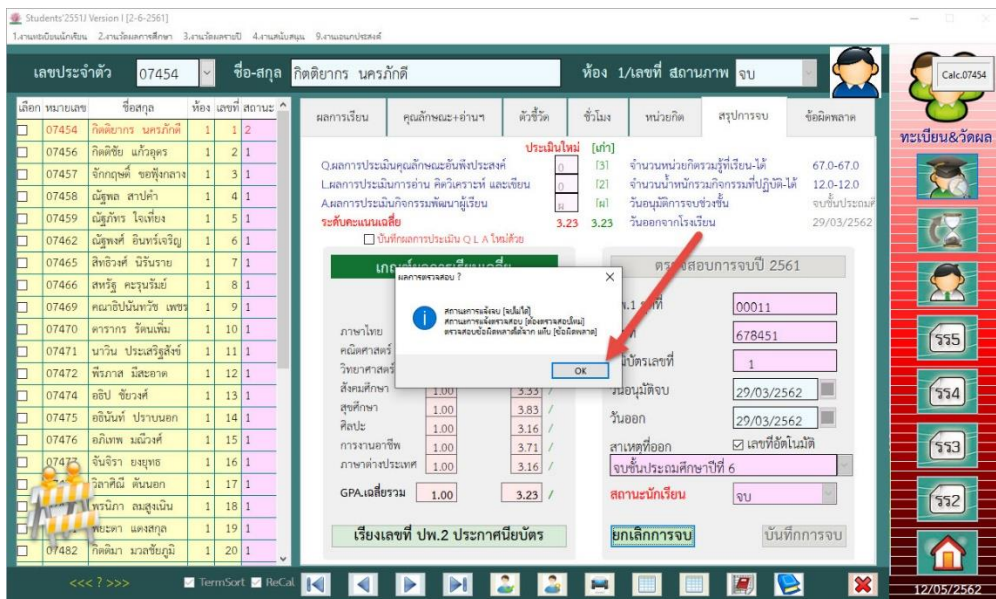 Students'2551J Version I [2-6-2561]
1.งานทะเบียนนักเรียน 2.งานวัดผลการศึกษา 3.งานวัดผลรายปี 4.งานสนับสนุน 9.งานเอนกประสงค์
เลขประจำตัว 07454 ชื่อ-สกุล กิตติยากร นครภักดี ห้อง 1/เลขที่ สถานภาพ จบ
Calc.07454
ทะเบียน&วัดผล
เลือก หมายเลข ชื่อสกุล ห้อง เลขที่ สถานะ
07454 กิตติยากร นครภักดี 1 1 2
07456 กิตติชัย แก้วอุดร 1 2 1
07457 จักกฤษดิ์ ขอฟุ้งกลาง 1 3 1
07458 ณัฐพล สาปคำ 1 4 1
07459 ณัฐภัทร ใจเที่ยง 1 5 1
07462 ณัฐพงศ์ อินทร์เจริญ 1 6 1
07465 สิทธิวงศ์ นิรันราย 1 7 1
07466 สหรัฐ คะรุนรัมย์ 1 8 1
07469 คณาธิปนันทวัช เพชร 1 9 1
07470 ดารากร รัตนเพิ่ม 1 10 1
07471 นาวิน ประเสริฐสังข์ 1 11 1
07472 พีรภาส มีสะอาด 1 12 1
07474 อธิป ชัยวงศ์ 1 13 1
07475 อธินันท์ ปราบนอก 1 14 1
07476 อภิเทพ มณีวงศ์ 1 15 1
07477 จันจิรา ยงยุทธ 1 16 1
วิลาศิณี ตันนอก 1 17 1
พรนิภา ลมสูงเนิน 1 18 1
แดงสกุล 1 19 1
07482 กิตติมา มวลชัยภูมิ 1 20 1
<<< ? >>> TermSort ReCal
ผลการเรียน คุณลักษณะ+อ่านฯ ตัวชี้วัด ชั่วโมง หน่วยกิต สรุปการจบ ข้อผิดพลาด
ประเมินใหม่ [เก่า]
Q.ผลการประเมินคุณลักษณะอันพึงประสงค์ 0 [3] จำนวนหน่วยกิตรวมรู้ที่เรียน-ได้ 67.0-67.0
L.ผลการประเมินการอ่าน คิดวิเคราะห์ และเขียน 0 [2] จำนวนน้ำหนักรวมกิจกรรมที่ปฏิบัติ-ได้ 12.0-12.0
A.ผลการประเมินกิจกรรมพัฒนาผู้เรียน ผ [ผ] วันอนุมัติการจบช่วงชั้น จบชั้นประถมศึ
ระดับคะแนนเฉลี่ย 3.23 3.23 วันออกจากโรงเรียน 29/03/2562
บันทึกผลการประเมิน Q L A ใหม่ด้วย
เกณฑ์ผลการเรียนเฉลี่ย
ตรวจสอบการจบปี 2561
ผลการตรวจสอบ ?
สถานะการแจ้งจบ [จบไม่ได้]
สถานะการแจ้งตรวจสอบ [ต้องตรวจสอบใหม่]
ตรวจสอบข้อผิดพลาดได้จาก แท็บ [ข้อผิดพลาด]
OK
ภาษาไทย
คณิตศาสตร์
วิทยาศาสตร์
สังคมศึกษา 1.00 3.33 /
สุขศึกษา 1.00 3.83 /
ศิลปะ 1.00 3.16 /
การงานอาชีพ 1.00 3.71 /
ภาษาต่างประเทศ 1.00 3.16 /
GPA.เฉลี่ยรวม 1.00 3.23 /
เรียงเลขที่ ปพ.2 ประกาศนียบัตร
.1 ชุดที่ 00011
678451
บัตรเลขที่ 1
วันอนุมัติจบ 29/03/2562
วันออก 29/03/2562
สาเหตุที่ออก เลขที่อัตโนมัติ
จบชั้นประถมศึกษาปีที่ 6
สถานะนักเรียน จบ
ยกเลิกการจบ บันทึกการจบ
รร5
รร4
รร3
รร2
12/05/2562